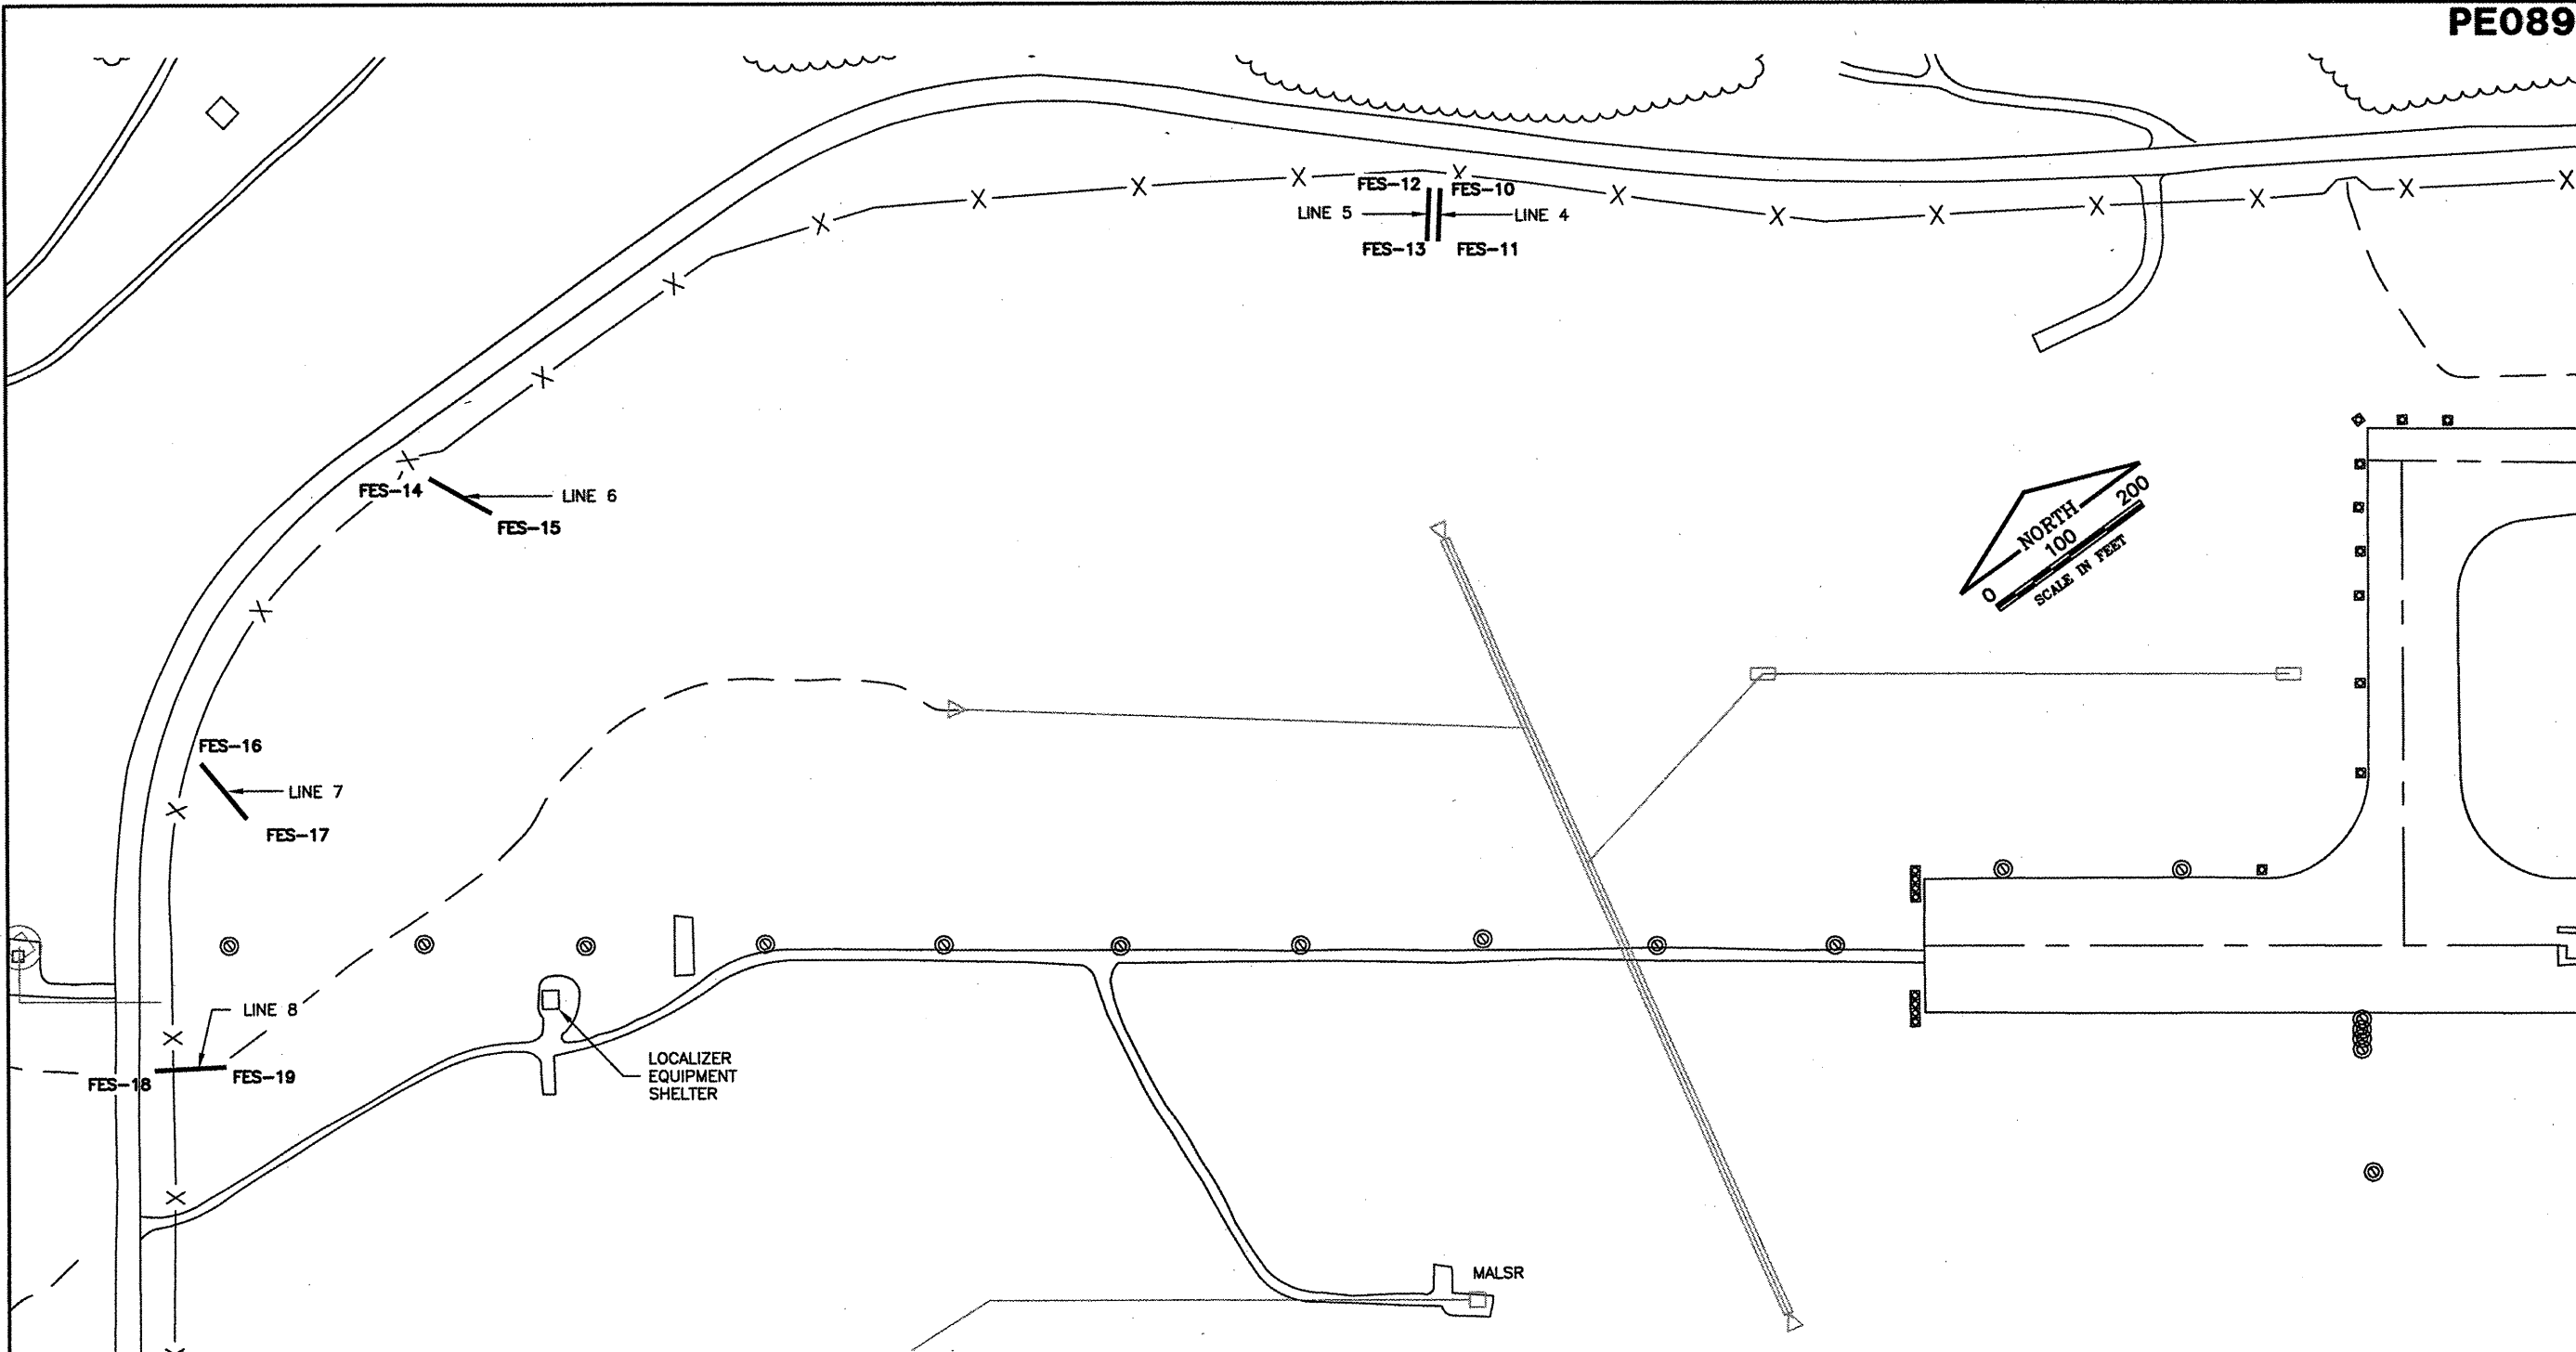 PE089
FES-12
FES-10
LINE 5
LINE 4
FES-13
FES-11
FES-14
LINE 6
FES-15
NORTH
0
100
200
SCALE IN FEET
FES-16
LINE 7
FES-17
LINE 8
FES-18
FES-19
LOCALIZER
EQUIPMENT
SHELTER
MALSR